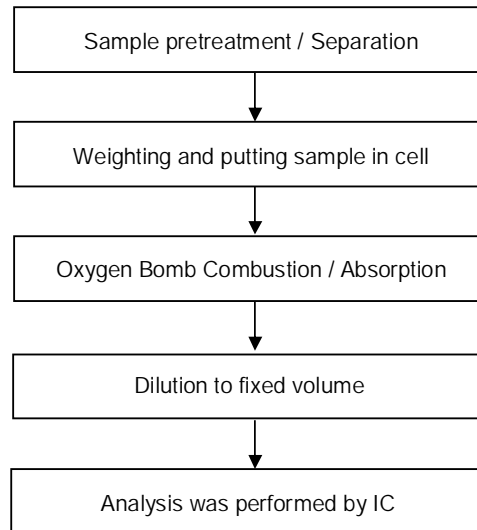 Sample pretreatment / Separation
Weighting and putting sample in cell
Oxygen Bomb Combustion / Absorption
Dilution to fixed volume
Analysis was performed by IC